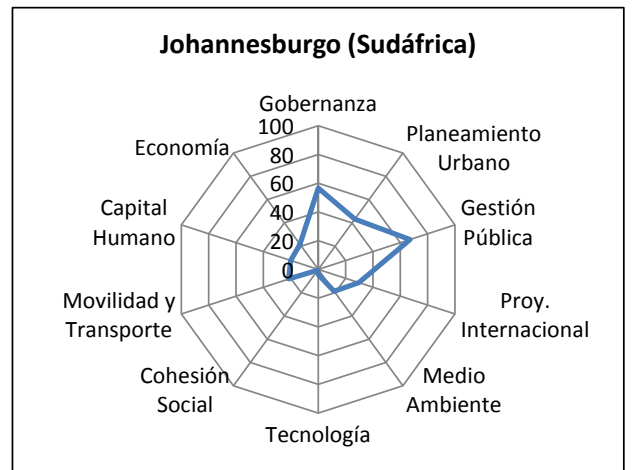 Johannesburgo (Sudáfrica)
Gobernanza
Planeamiento
Urbano
Gestión
Pública
Proy.
Internacional
Medio
Ambiente
Tecnología
Cohesión
Social
Movilidad y
Transporte
Capital
Humano
Economía
100
80
60
40
20
0